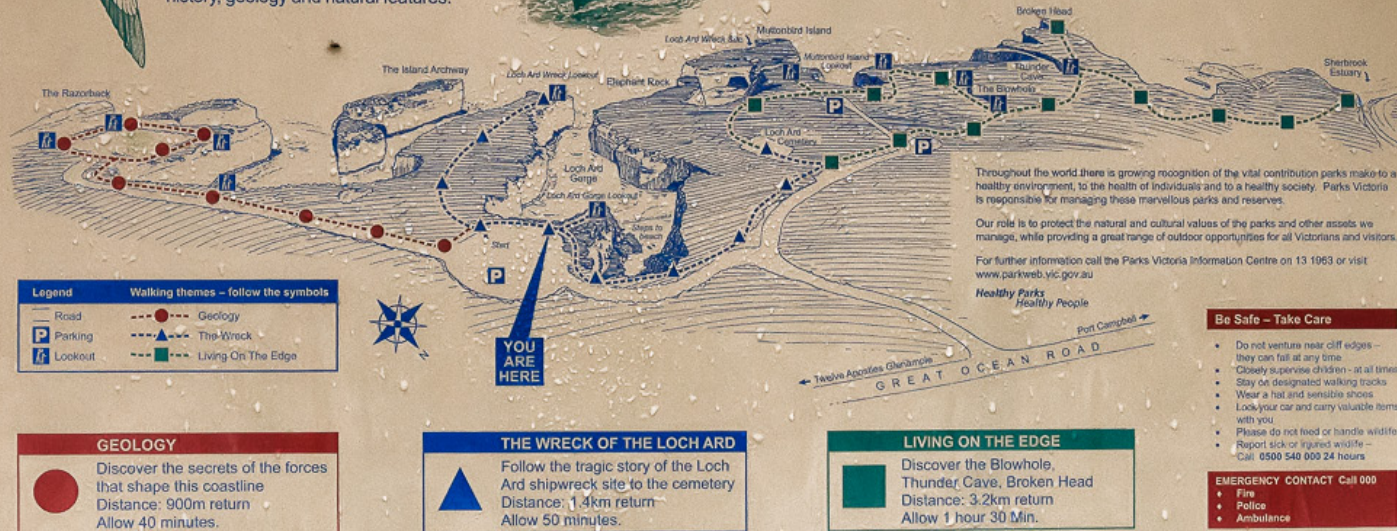 history, geology and natural features.
Broken Head
Muttonbird Island
Loch Ard Wreck Site
Muttonbird Island
Lookout
Thunder
Cave
The Blowhole
Sherbrook
Estuary
The Island Archway
Loch Ard Wreck Lookout
Elephant Rock
The Razorback
P
Loch Ard
Cemetery
P
Loch Ard
Gorge
Loch Ard Gorge Lookout
Steps to
beach
P
YOU
ARE
HERE
N
Port Campbell
Twelve Apostles Glenample
GREAT OCEAN ROAD
Throughout the world there is growing recognition of the vital contribution parks make to a
healthy environment, to the health of individuals and to a healthy society. Parks Victoria
is responsible for managing these marvellous parks and reserves.
Our role is to protect the natural and cultural values of the parks and other assets we
manage, while providing a great range of outdoor opportunities for all Victorians and visitors.
For further information call the Parks Victoria Information Centre on 13 1963 or visit
www.parkweb.vic.gov.au
Healthy Parks
Healthy People
Legend Walking themes – follow the symbols
Road Geology
P Parking The Wreck
Lookout Living On The Edge
Be Safe – Take Care
• Do not venture near cliff edges –
they can fall at any time
• Closely supervise children - at all times
• Stay on designated walking tracks
• Wear a hat and sensible shoes
• Lock your car and carry valuable items
with you
• Please do not feed or handle wildlife
• Report sick or injured wildlife –
Call 0500 540 000 24 hours
EMERGENCY CONTACT Call 000
♦ Fire
♦ Police
♦ Ambulance
GEOLOGY
Discover the secrets of the forces
that shape this coastline
Distance: 900m return
Allow 40 minutes.
THE WRECK OF THE LOCH ARD
Follow the tragic story of the Loch
Ard shipwreck site to the cemetery
Distance: 1.4km return
Allow 50 minutes.
LIVING ON THE EDGE
Discover the Blowhole,
Thunder Cave, Broken Head
Distance: 3.2km return
Allow 1 hour 30 Min.